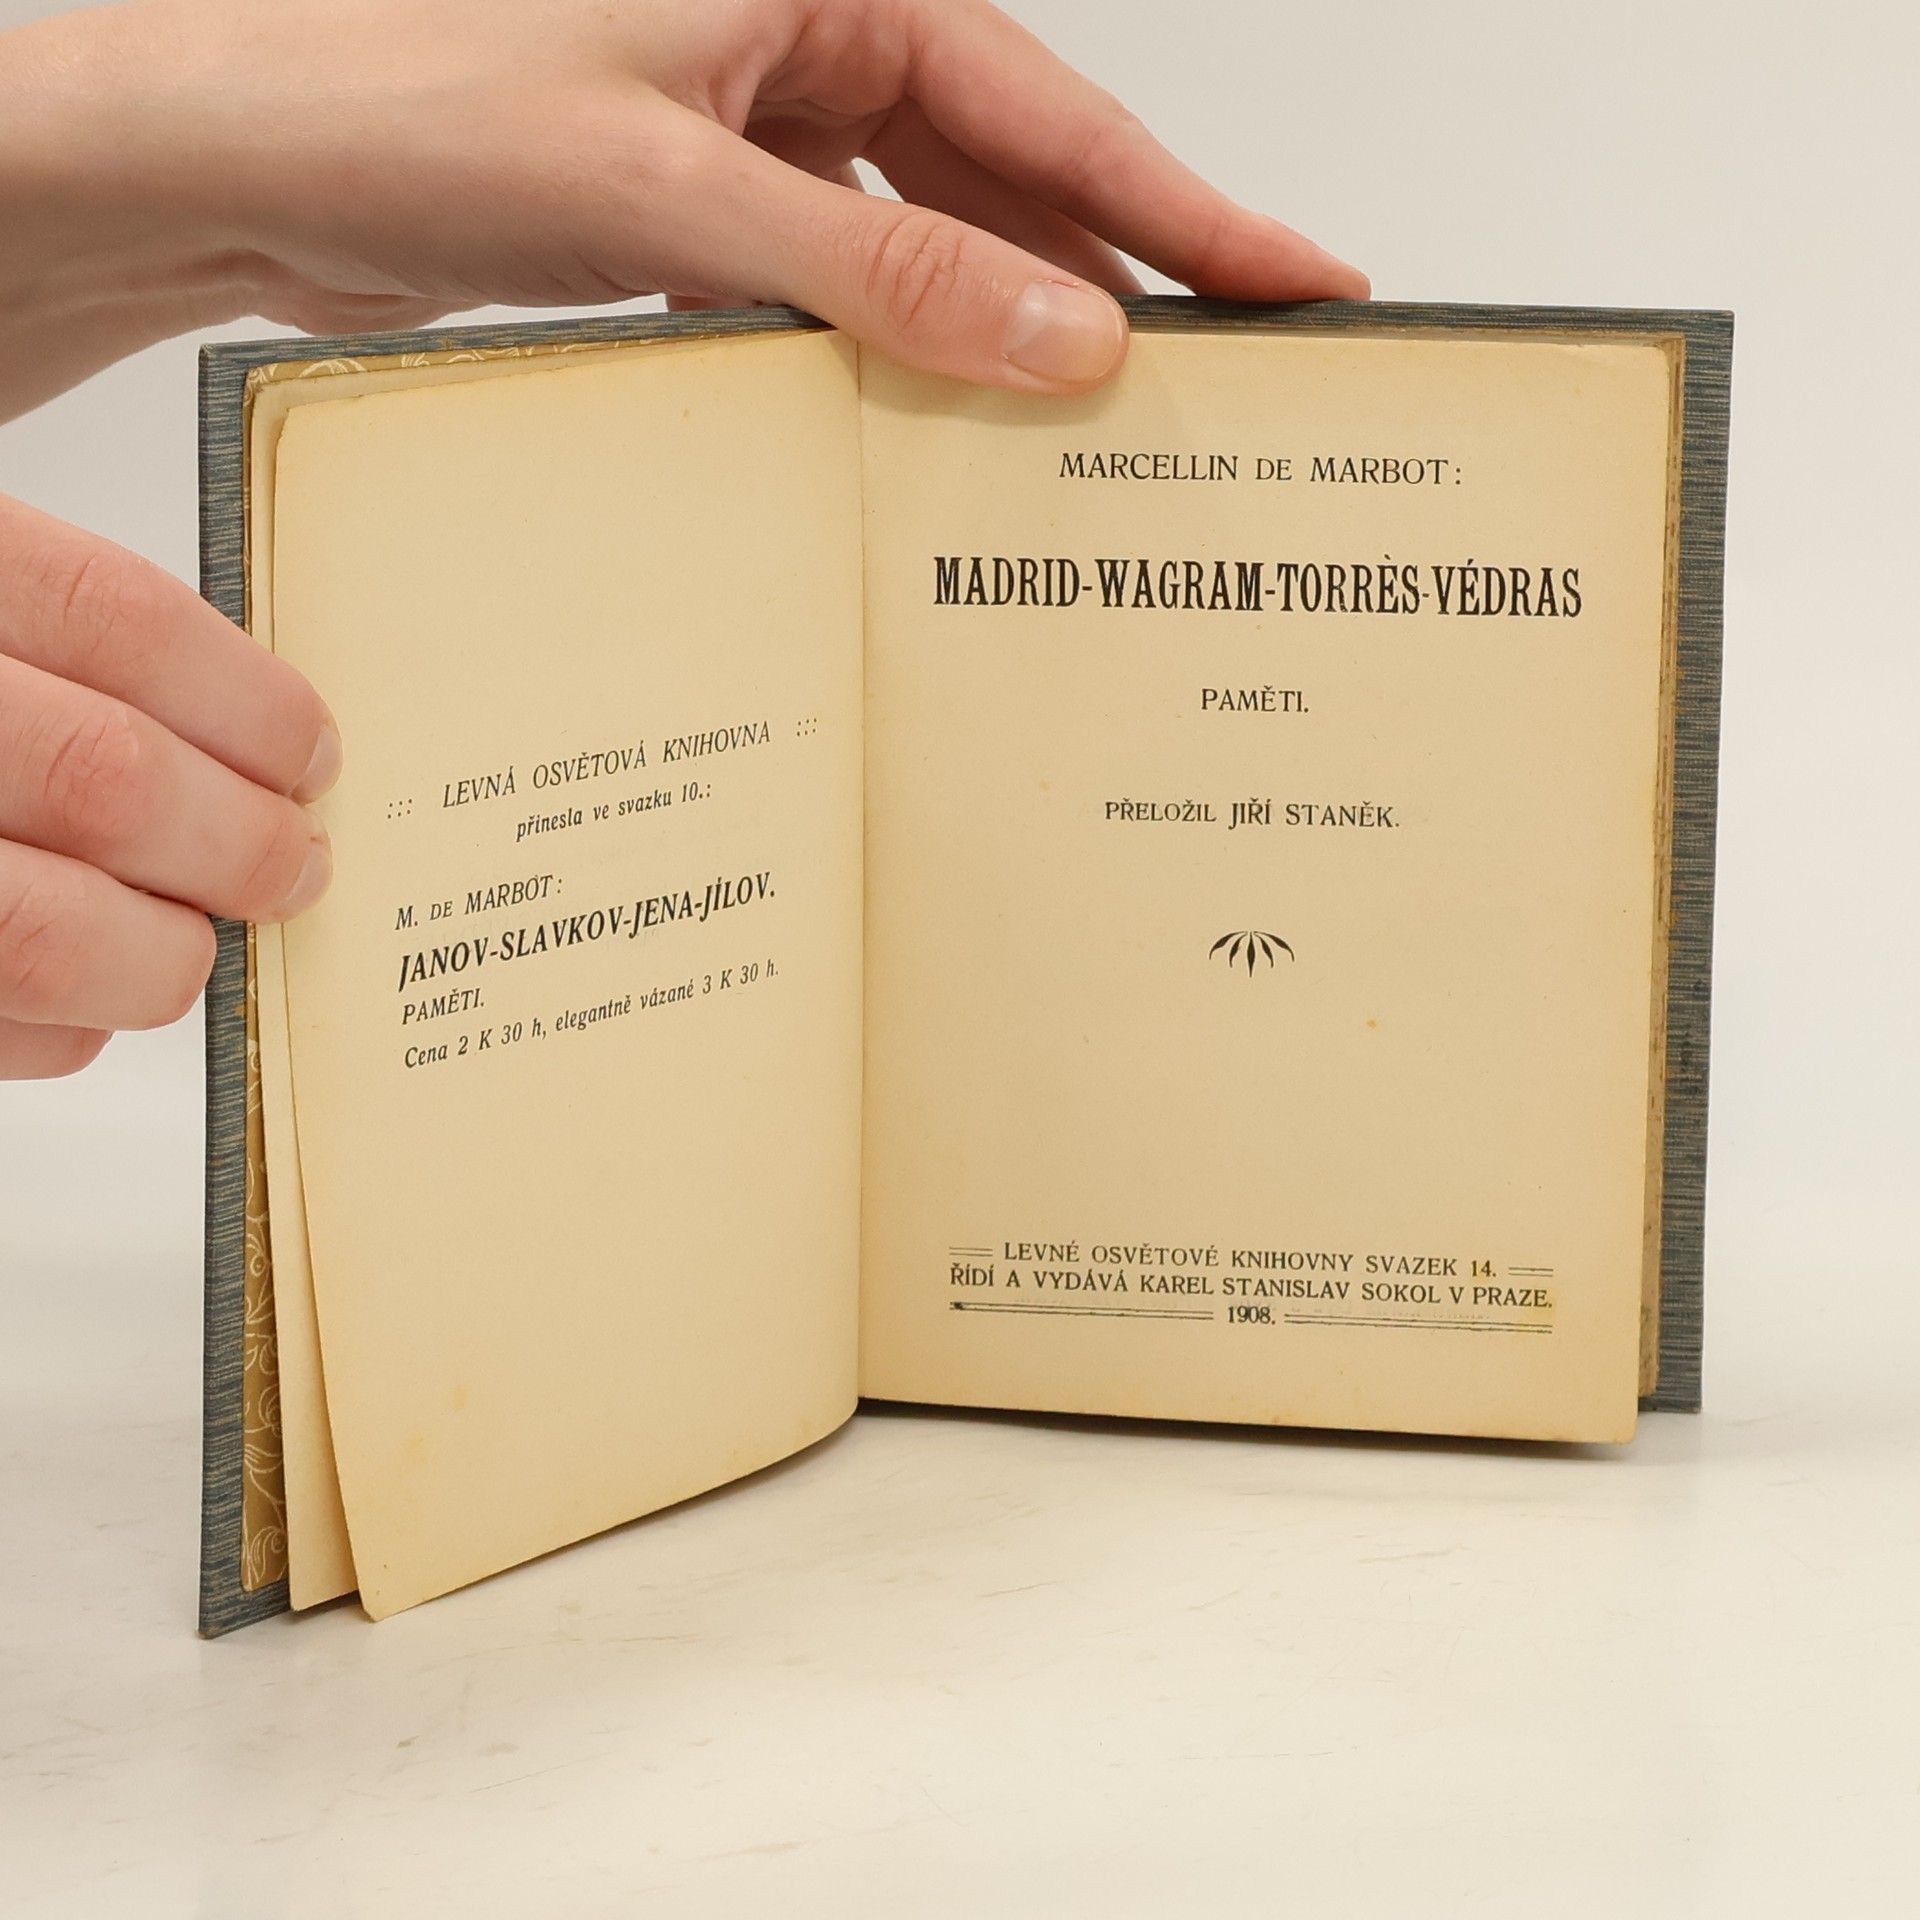 ::: LEVNÁ OSVĚTOVÁ KNIHOVNA :::
přinesla ve svazku 10.:
M. DE MARBOT:
JANOV-SLAVKOV-JENA-JÍLOV.
PAMĚTI.
Cena 2 K 30 h, elegantně vázané 3 K 30 h.
MARCELLIN DE MARBOT:
MADRID-WAGRAM-TORRÈS-VÉDRAS
PAMĚTI.
PŘELOŽIL JIŘÍ STANĚK.
LEVNÉ OSVĚTOVÉ KNIHOVNY SVAZEK 14.
ŘÍDÍ A VYDÁVÁ KAREL STANISLAV SOKOL V PRAZE.
1908.